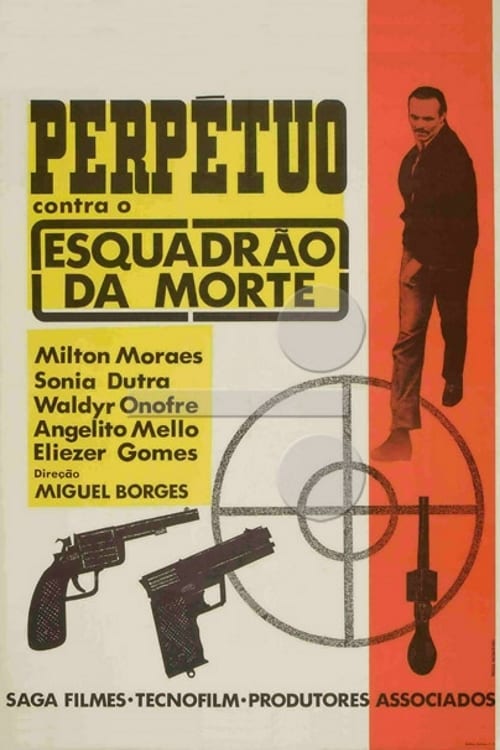 PERPÉTUO
contra o
ESQUADRÃO
DA MORTE
Milton Moraes
Sonia Dutra
Waldyr Onofre
Angelito Mello
Eliezer Gomes
Direção
MIGUEL BORGES
SAGA FILMES•TECNOFILM•PRODUTORES ASSOCIADOS